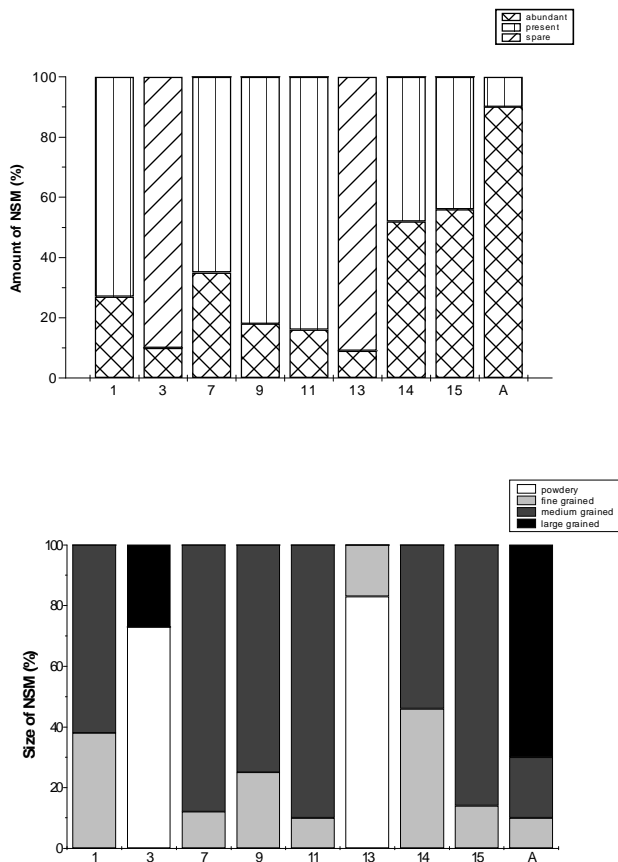 abundant
present
spare
100
80
60
40
20
0
Amount of NSM (%)
1 3 7 9 11 13 14 15 A
powdery
fine grained
medium grained
large grained
100
80
60
40
20
0
Size of NSM (%)
1 3 7 9 11 13 14 15 A